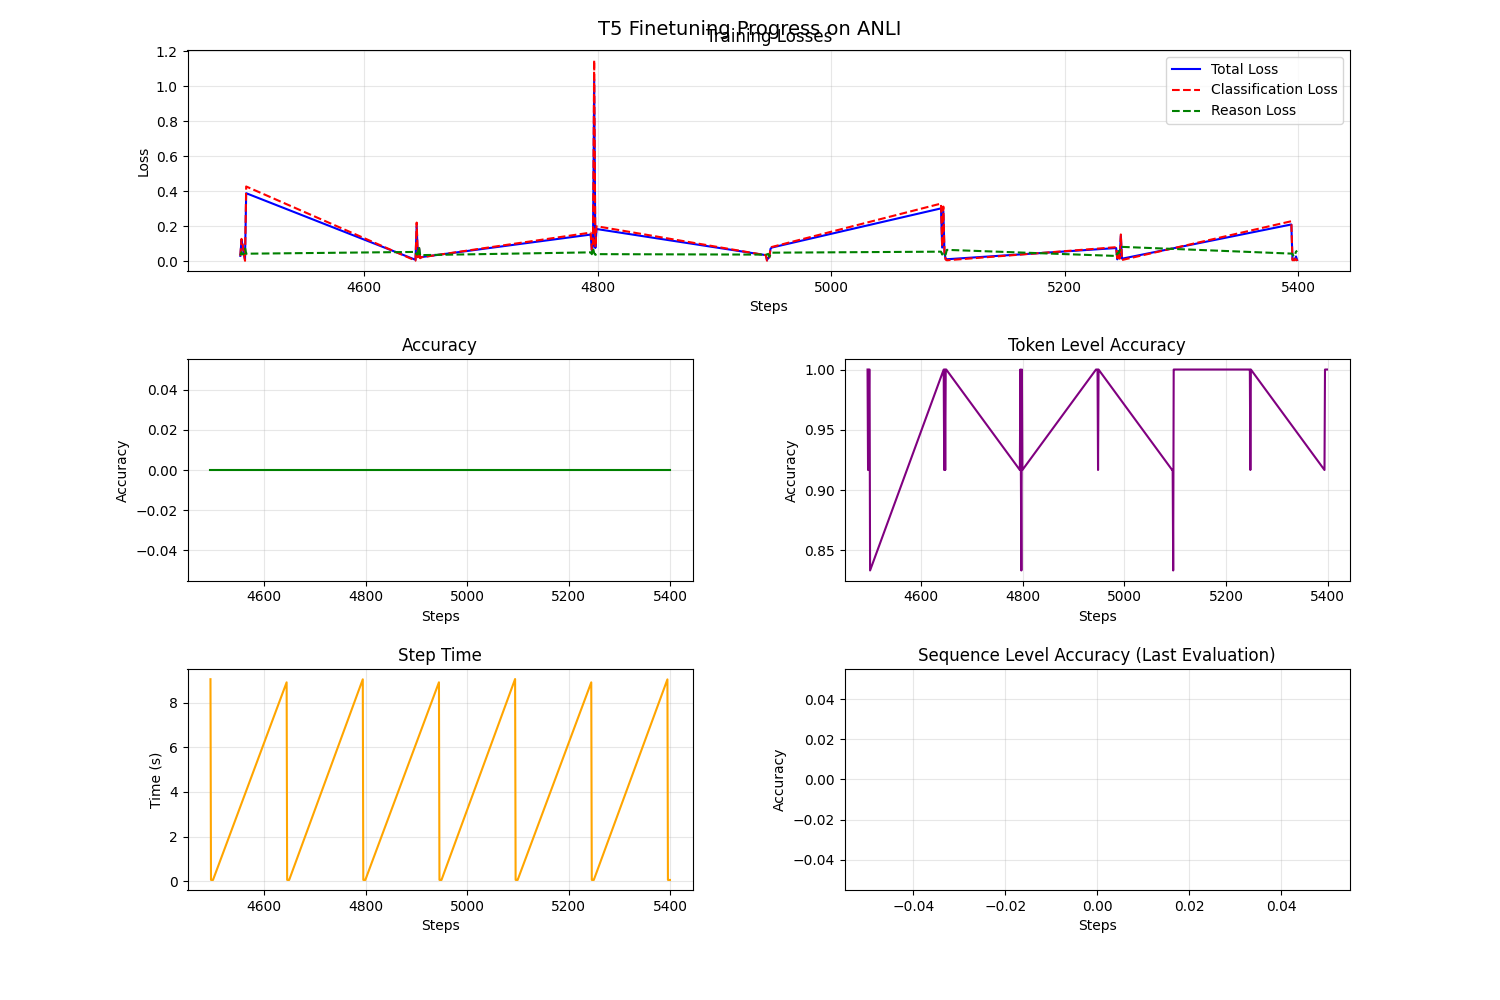 T5 Finetuning Progress on ANLI
Training Losses
1.2
1.0
0.8
0.6
0.4
0.2
0.0
Loss
Total Loss
Classification Loss
Reason Loss
4600 4800 5000 5200 5400
Steps
Accuracy
0.04
0.02
0.00
−0.02
−0.04
Accuracy
4600 4800 5000 5200 5400
Steps
Token Level Accuracy
1.00
0.95
0.90
0.85
Accuracy
4600 4800 5000 5200 5400
Steps
Step Time
8
6
4
2
0
Time (s)
4600 4800 5000 5200 5400
Steps
Sequence Level Accuracy (Last Evaluation)
0.04
0.02
0.00
−0.02
−0.04
Accuracy
−0.04 −0.02 0.00 0.02 0.04
Steps